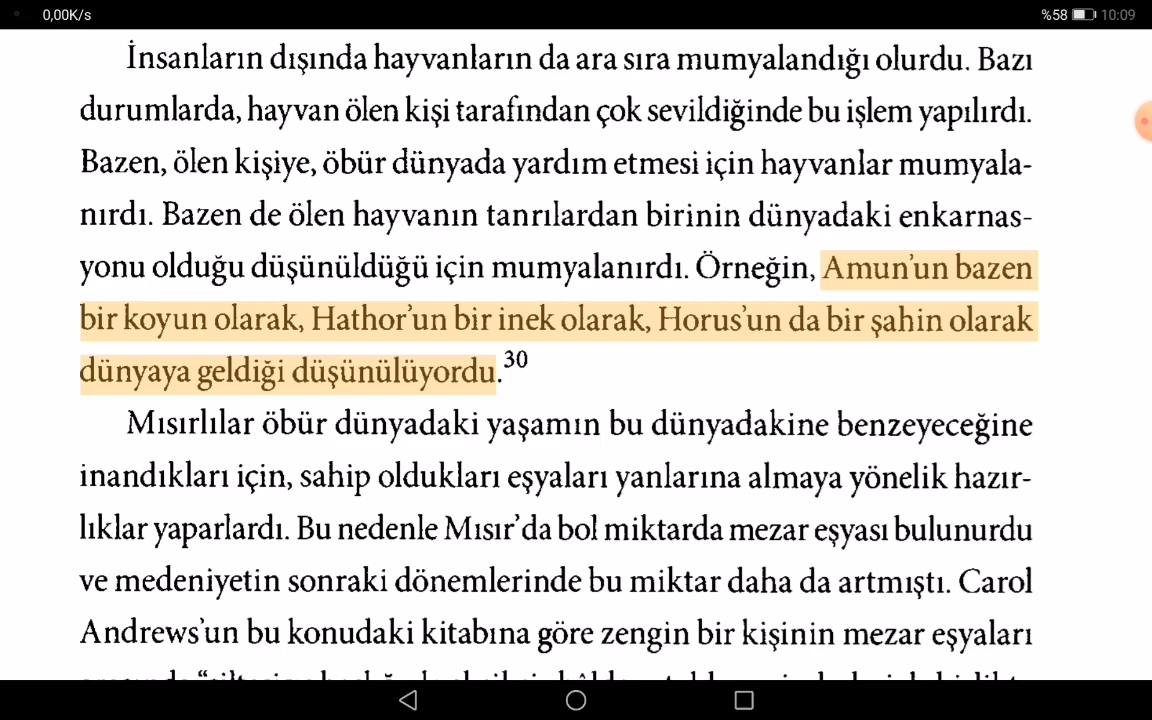 0,00K/s
%58 10:09
İnsanların dışında hayvanların da ara sıra mumyalandığı olurdu. Bazı
durumlarda, hayvan ölen kişi tarafından çok sevildiğinde bu işlem yapılırdı.
Bazen, ölen kişiye, öbür dünyada yardım etmesi için hayvanlar mumyala-
nırdı. Bazen de ölen hayvanın tanrılardan birinin dünyadaki enkarnas-
yonu olduğu düşünüldüğü için mumyalanırdı. Örneğin, Amun'un bazen
bir koyun olarak, Hathor'un bir inek olarak, Horus'un da bir şahin olarak
dünyaya geldiği düşünülüyordu.30
Mısırlılar öbür dünyadaki yaşamın bu dünyadakine benzeyeceğine
inandıkları için, sahip oldukları eşyaları yanlarına almaya yönelik hazır-
lıklar yaparlardı. Bu nedenle Mısır'da bol miktarda mezar eşyası bulunurdu
ve medeniyetin sonraki dönemlerinde bu miktar daha da artmıştı. Carol
Andrews'un bu konudaki kitabına göre zengin bir kişinin mezar eşyaları